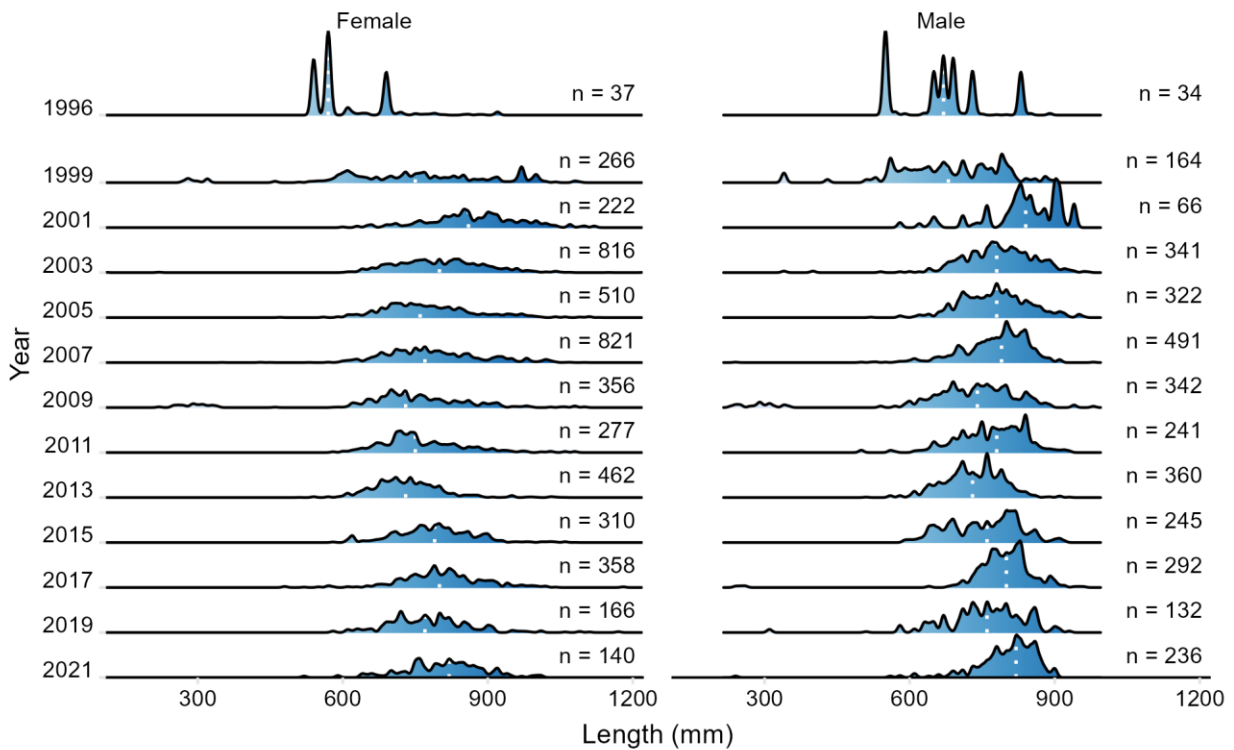 Female Male
1996 n = 37 n = 34
1999 n = 266 n = 164
2001 n = 222 n = 66
2003 n = 816 n = 341
2005 n = 510 n = 322
2007 n = 821 n = 491
2009 n = 356 n = 342
2011 n = 277 n = 241
2013 n = 462 n = 360
2015 n = 310 n = 245
2017 n = 358 n = 292
2019 n = 166 n = 132
2021 n = 140 n = 236
Year
300 600 900 1200 300 600 900 1200
Length (mm)